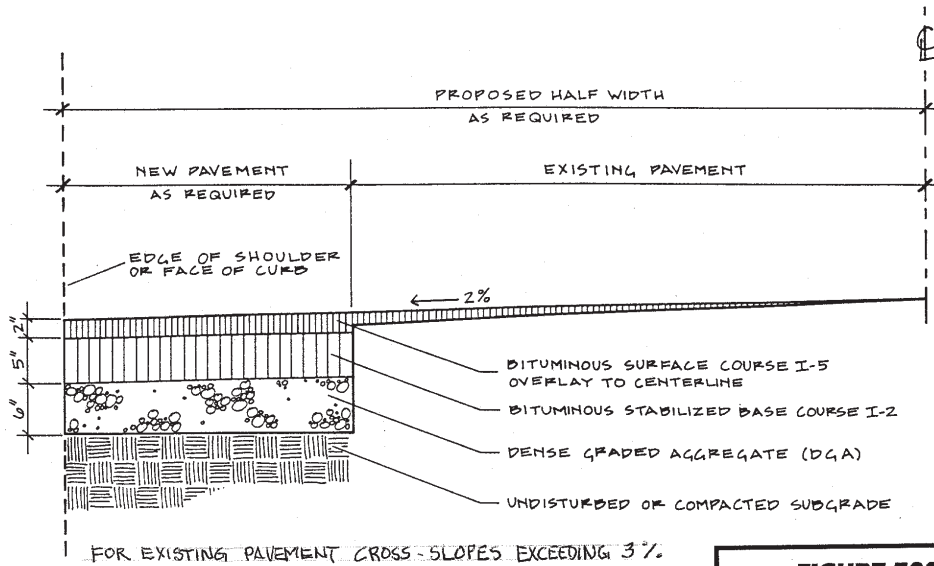 ℄
PROPOSED HALF WIDTH
AS REQUIRED
NEW PAVEMENT
AS REQUIRED
EXISTING PAVEMENT
EDGE OF SHOULDER
OR FACE OF CURB
2%
2"
5"
6"
BITUMINOUS SURFACE COURSE I-5
OVERLAY TO CENTERLINE
BITUMINOUS STABILIZED BASE COURSE I-2
DENSE GRADED AGGREGATE (DGA)
UNDISTURBED OR COMPACTED SUBGRADE
FOR EXISTING PAVEMENT CROSS-SLOPES EXCEEDING 3%.
FIGURE